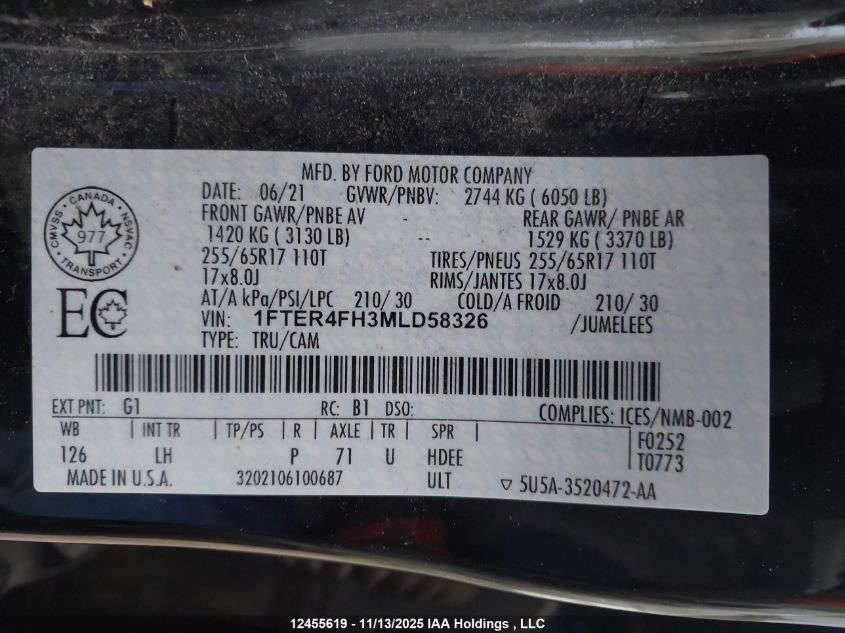 MFD. BY FORD MOTOR COMPANY
DATE: 06/21 GVWR/PNBV: 2744 KG ( 6050 LB)
FRONT GAWR/PNBE AV - REAR GAWR/ PNBE AR
1420 KG ( 3130 LB) -- 1529 KG ( 3370 LB)
255/65R17 110T TIRES/PNEUS 255/65R17 110T
17x8.0J RIMS/JANTES 17x8.0J
AT/A kPa/PSI/LPC 210/ 30 COLD/A FROID 210/ 30
VIN: 1FTER4FH3MLD58326 /JUMELEES
TYPE: TRU/CAM
CMVSS - CANADA - NSVAC
977
TRANSPORT
EC
EXT PNT: G1 RC: B1 DSO: COMPLIES: ICES/NMB-002
WB | INT TR | TP/PS | R | AXLE | TR | SPR | F0252
126 LH P 71 U HDEE T0773
MADE IN U.S.A. 3202106100687 ULT ▽ 5U5A-3520472-AA
12455619 - 11/13/2025 IAA Holdings , LLC